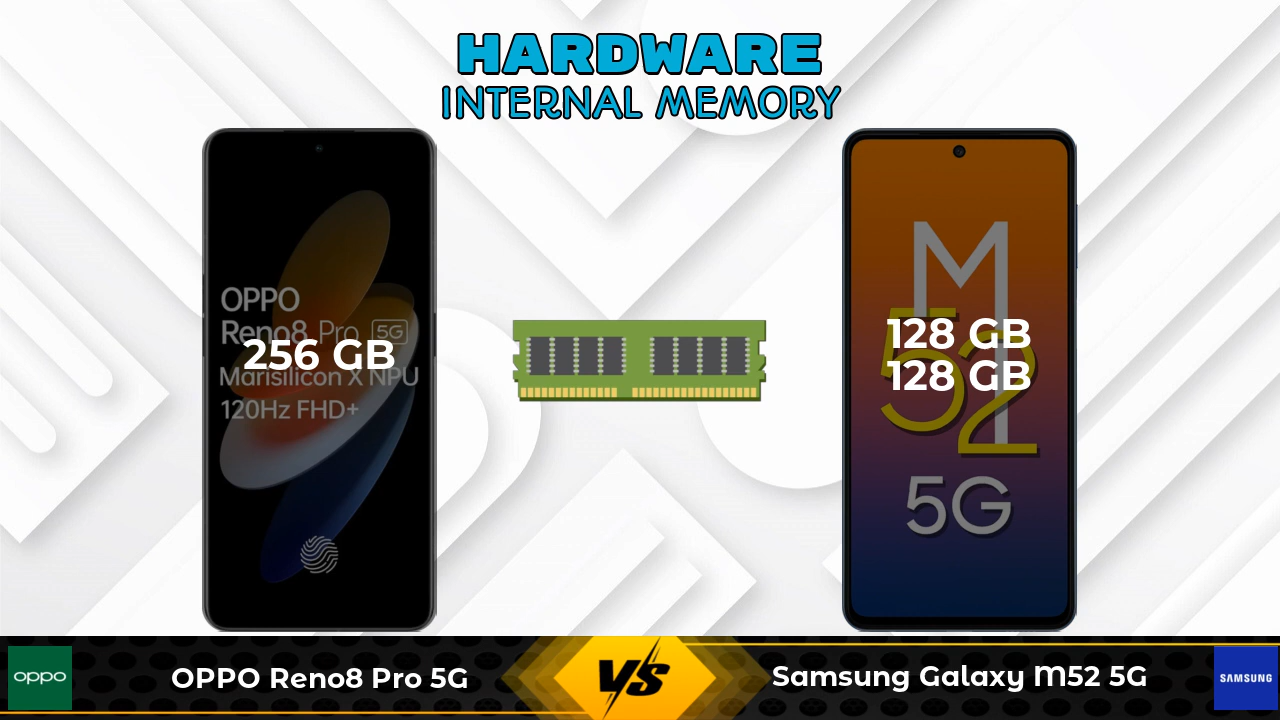 HARDWARE
INTERNAL MEMORY
OPPO
Reno8 Pro 5G
256 GB
Marisilicon X NPU
120Hz FHD+
M
128 GB
52
128 GB
5G
oppo
OPPO Reno8 Pro 5G
VS
Samsung Galaxy M52 5G
SAMSUNG